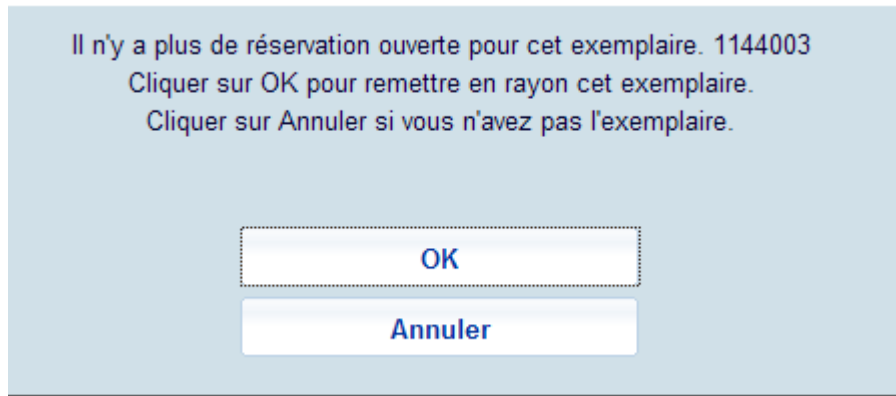 Il n'y a plus de réservation ouverte pour cet exemplaire. 1144003
Cliquer sur OK pour remettre en rayon cet exemplaire.
Cliquer sur Annuler si vous n'avez pas l'exemplaire.
OK
Annuler